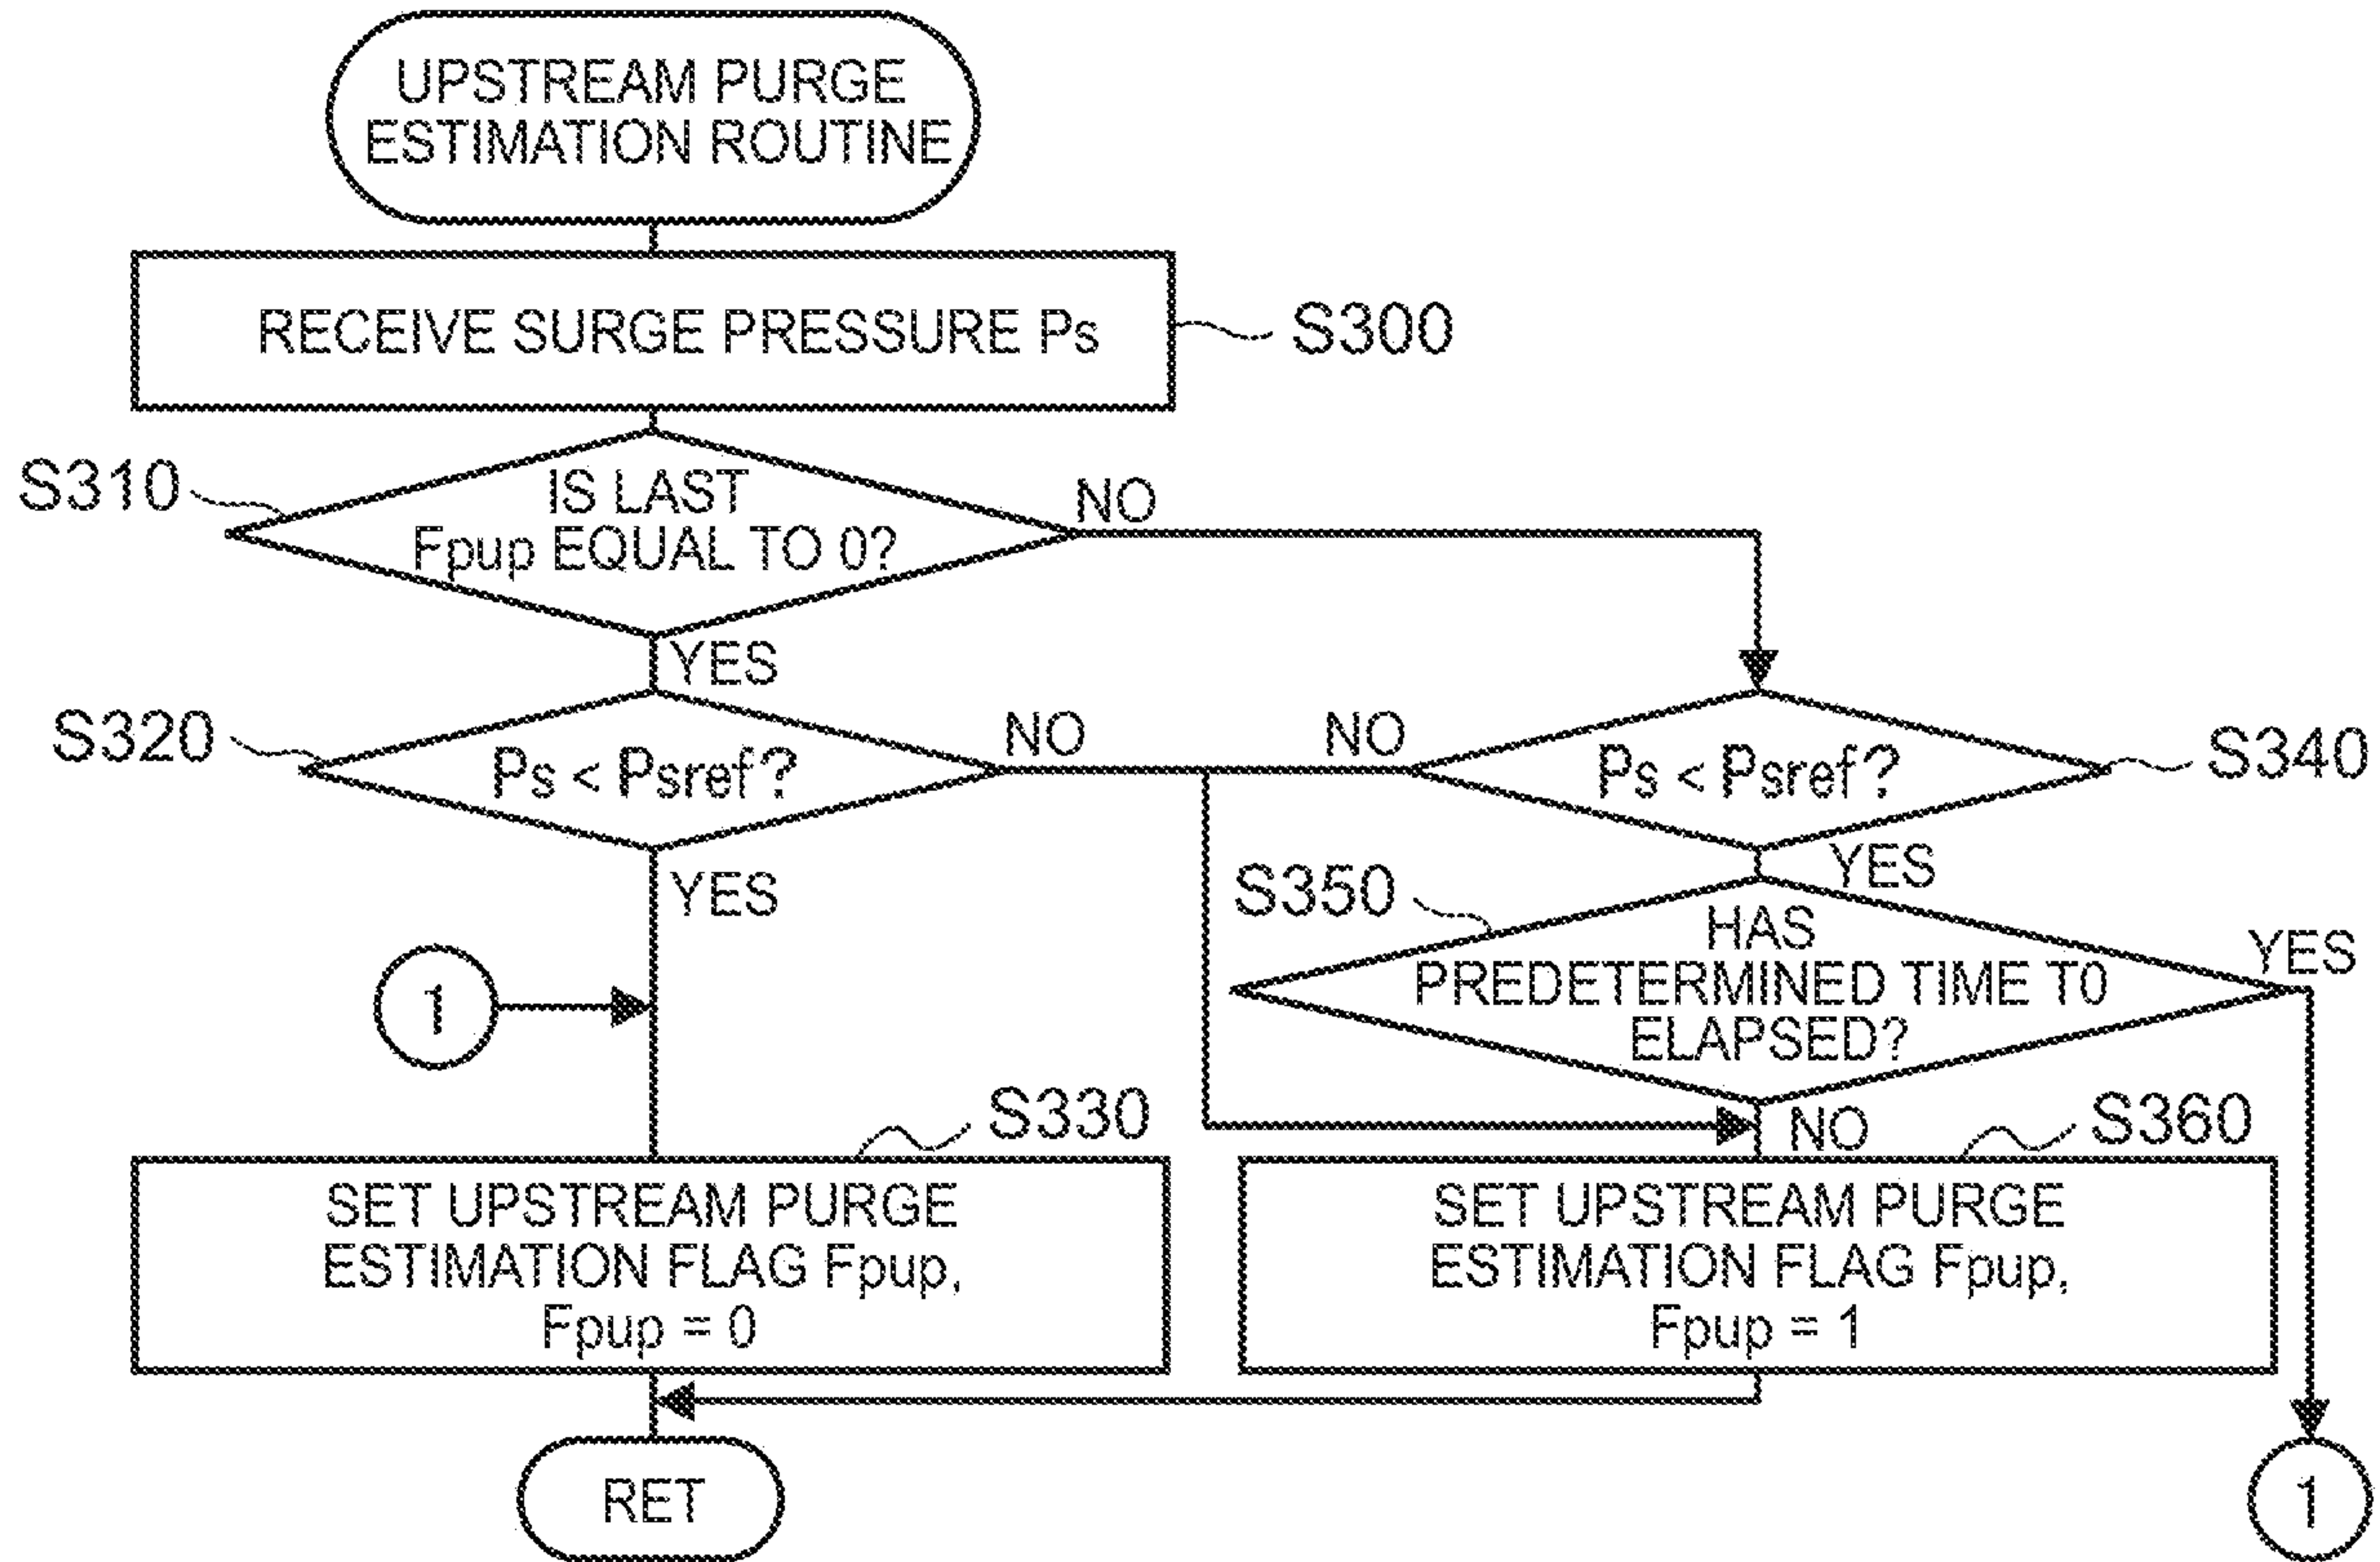 UPSTREAM PURGE
ESTIMATION ROUTINE
RECEIVE SURGE PRESSURE Ps
S300
S310
IS LAST
Fpup EQUAL TO 0?
NO
YES
S320
Ps < Psref?
NO
NO
Ps < Psref?
S340
YES
YES
S350
HAS
PREDETERMINED TIME T0
ELAPSED?
YES
1
S330
NO
S360
SET UPSTREAM PURGE
ESTIMATION FLAG Fpup,
Fpup = 0
SET UPSTREAM PURGE
ESTIMATION FLAG Fpup,
Fpup = 1
RET
1